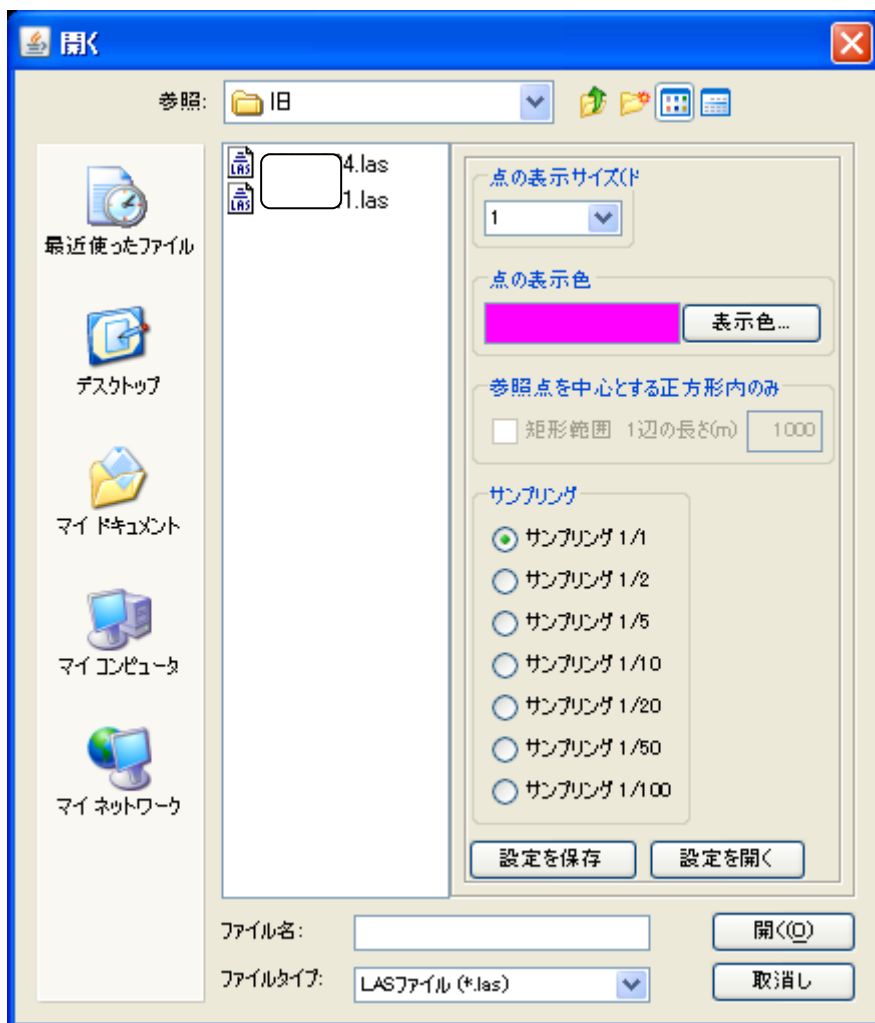 開く
参照:
旧
4.las
1.las
最近使ったファイル
デスクトップ
マイ ドキュメント
マイ コンピュータ
マイ ネットワーク
点の表示サイズ(ド
1
点の表示色
表示色...
参照点を中心とする正方形内のみ
矩形範囲 1辺の長さ(m) 1000
サンプリング
サンプリング 1/1
サンプリング 1/2
サンプリング 1/5
サンプリング 1/10
サンプリング 1/20
サンプリング 1/50
サンプリング 1/100
設定を保存 設定を開く
ファイル名: 開く(O)
ファイルタイプ: LASファイル (*.las) 取消し